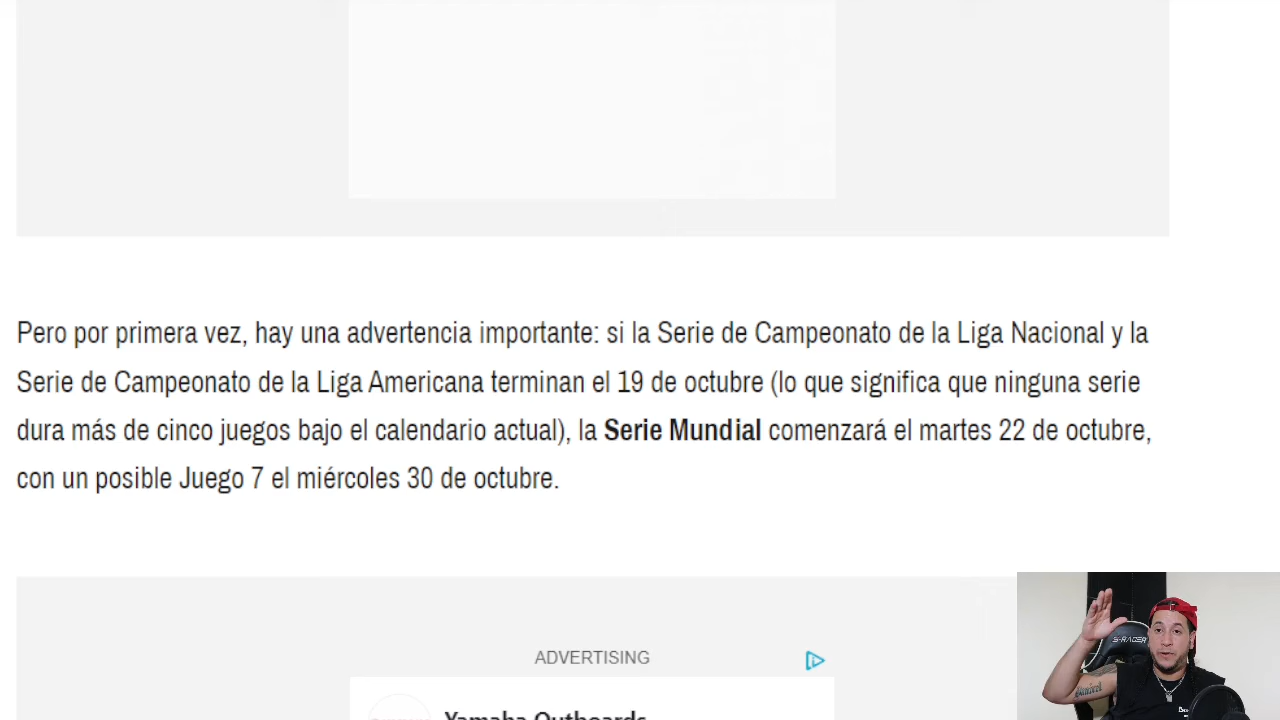 Pero por primera vez, hay una advertencia importante: si la Serie de Campeonato de la Liga Nacional y la
Serie de Campeonato de la Liga Americana terminan el 19 de octubre (lo que significa que ninguna serie
dura más de cinco juegos bajo el calendario actual), la Serie Mundial comenzará el martes 22 de octubre,
con un posible Juego 7 el miércoles 30 de octubre.
ADVERTISING
Yamaha Outboards
S-RACER